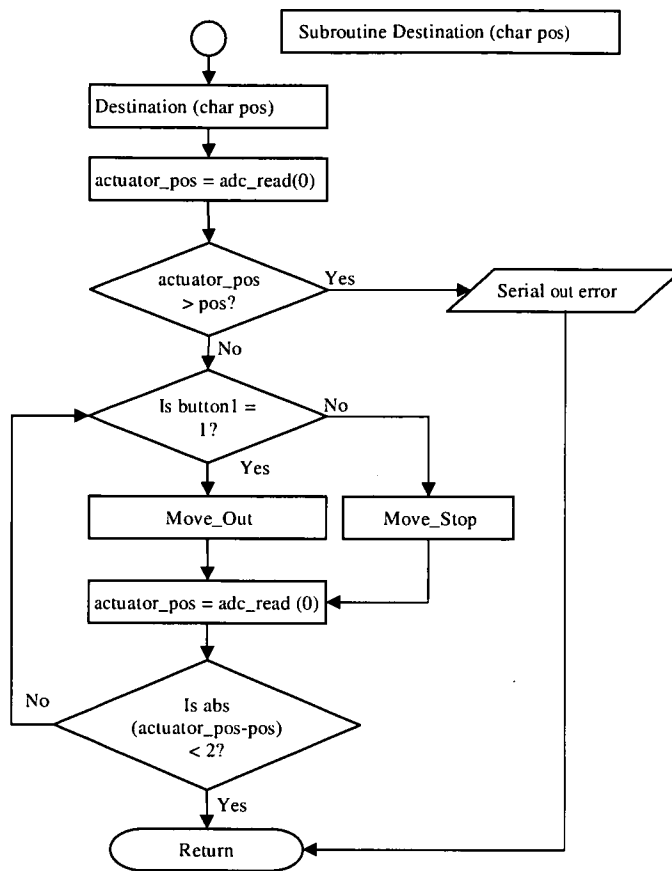 Subroutine Destination (char pos)
Destination (char pos)
actuator_pos = adc_read(0)
actuator_pos
> pos?
Yes
Serial out error
No
Is button1 =
1?
No
Yes
Move_Out
Move_Stop
actuator_pos = adc_read (0)
No
Is abs
(actuator_pos-pos)
< 2?
Yes
Return